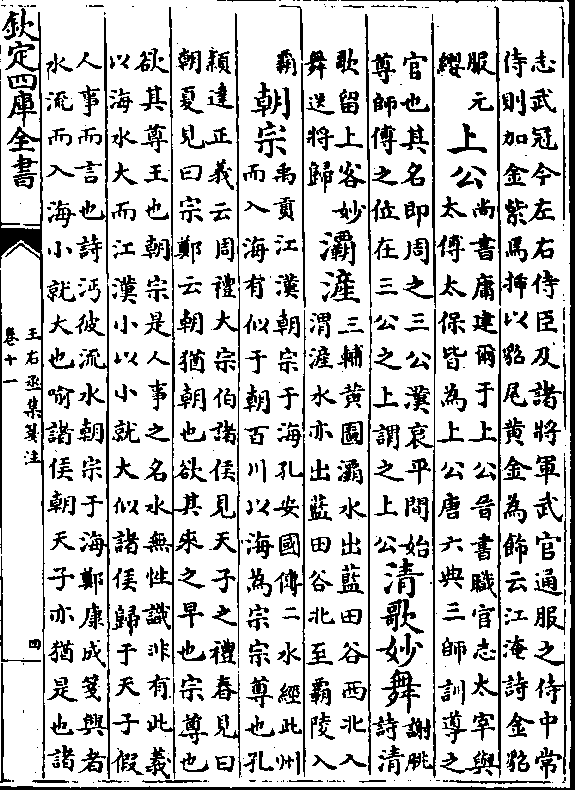 志武冠今左右侍臣及諸將軍武官通服之侍中常
侍則加金紫馬插以貂尾黄金為飾云江淹詩金貂
服元
纓
上公
尚書庸建爾于上公晉書職官志太宰與
太傅太保皆為上公唐六典三師訓導之
官也其名即周之三公漢哀平間始
尊師傅之位在三公之上謂之上公
清歌妙舞
謝朓
詩清
歌留上客妙
舞送將歸
灞滻
三輔黄圖灞水出藍田谷西北入
渭滻水亦出藍田谷北至霸陵入
霸
朝宗
禹貢江漢朝宗于海孔安國傳二水經此州
而入海有似于朝百川以海為宗宗尊也孔
穎達正義云周禮大宗伯諸侯見天子之禮春見曰
朝夏見曰宗鄭云朝猶朝也欲其來之早也宗尊也
欲其尊王也朝宗是人事之名水無性識非有此義
以海水大而江漢小以小就大似諸侯歸于天子假
人事而言也詩沔彼流水朝宗于海鄭康成箋興者
水流而入海小就大也喻諸侯朝天子亦猶是也諸
欽定四庫全書
王右丞集箋注
卷十一
四